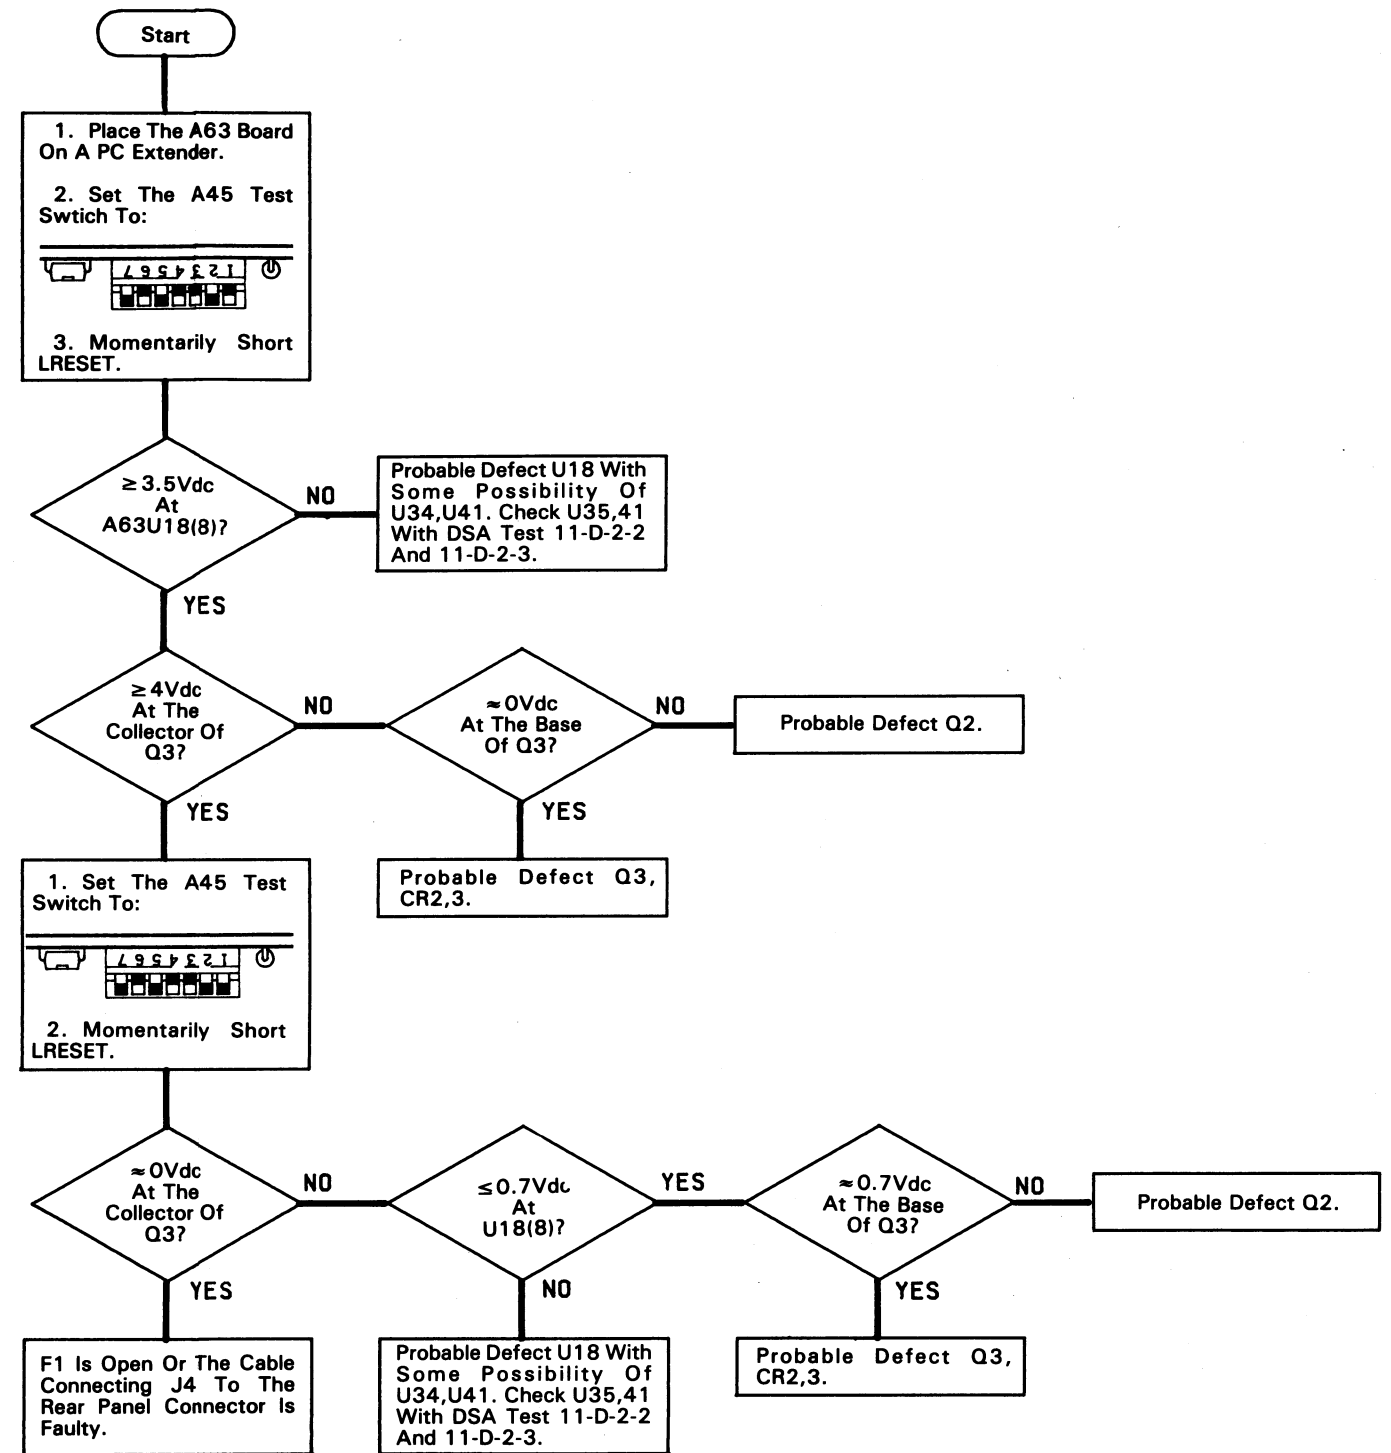 Start
1. Place The A63 Board
On A PC Extender.
2. Set The A45 Test
Swtich To:
1 2 3 4 5 6 7
3. Momentarily Short
LRESET.
≥3.5Vdc
At
A63U18(8)?
NO
Probable Defect U18 With
Some Possibility Of
U34,U41. Check U35,41
With DSA Test 11-D-2-2
And 11-D-2-3.
YES
≥4Vdc
At The
Collector Of
Q3?
NO
≈0Vdc
At The Base
Of Q3?
NO
Probable Defect Q2.
YES
YES
Probable Defect Q3,
CR2,3.
1. Set The A45 Test
Switch To:
1 2 3 4 5 6 7
2. Momentarily Short
LRESET.
≈0Vdc
At The
Collector Of
Q3?
NO
≤0.7Vdc
At
U18(8)?
YES
≈0.7Vdc
At The Base
Of Q3?
NO
Probable Defect Q2.
YES
NO
YES
F1 Is Open Or The Cable
Connecting J4 To The
Rear Panel Connector Is
Faulty.
Probable Defect U18 With
Some Possibility Of
U34,U41. Check U35,41
With DSA Test 11-D-2-2
And 11-D-2-3.
Probable Defect Q3,
CR2,3.